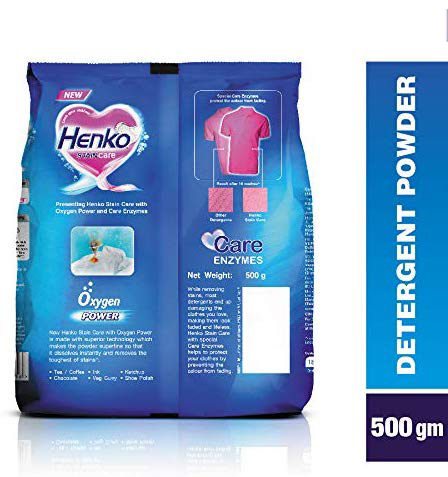 NEW
Henko
stain care
Presenting Henko Stain Care with
Oxygen Power and Care Enzymes
Oxygen
POWER
New Henko Stain Care with Oxygen Power
is made with superior technology which
makes the powder superfine so that
it dissolves instantly and removes the
toughest of stains*.
• Tea / Coffee • Ink • Ketchup
• Chocolate • Veg Curry • Shoe Polish
Special Care Enzymes
protect the colour from fading.
Result after 10 washes*
Other
Detergents
Henko
Stain Care
Care
ENZYMES
Net Weight: 500 g
While removing
stains, most
detergents end up
damaging the
clothes you love,
making them look
faded and lifeless.
Henko Stain Care
with special
Care Enzymes
helps to protect
your clothes by
preventing the
colour from fading.
DETERGENT POWDER
500 gm